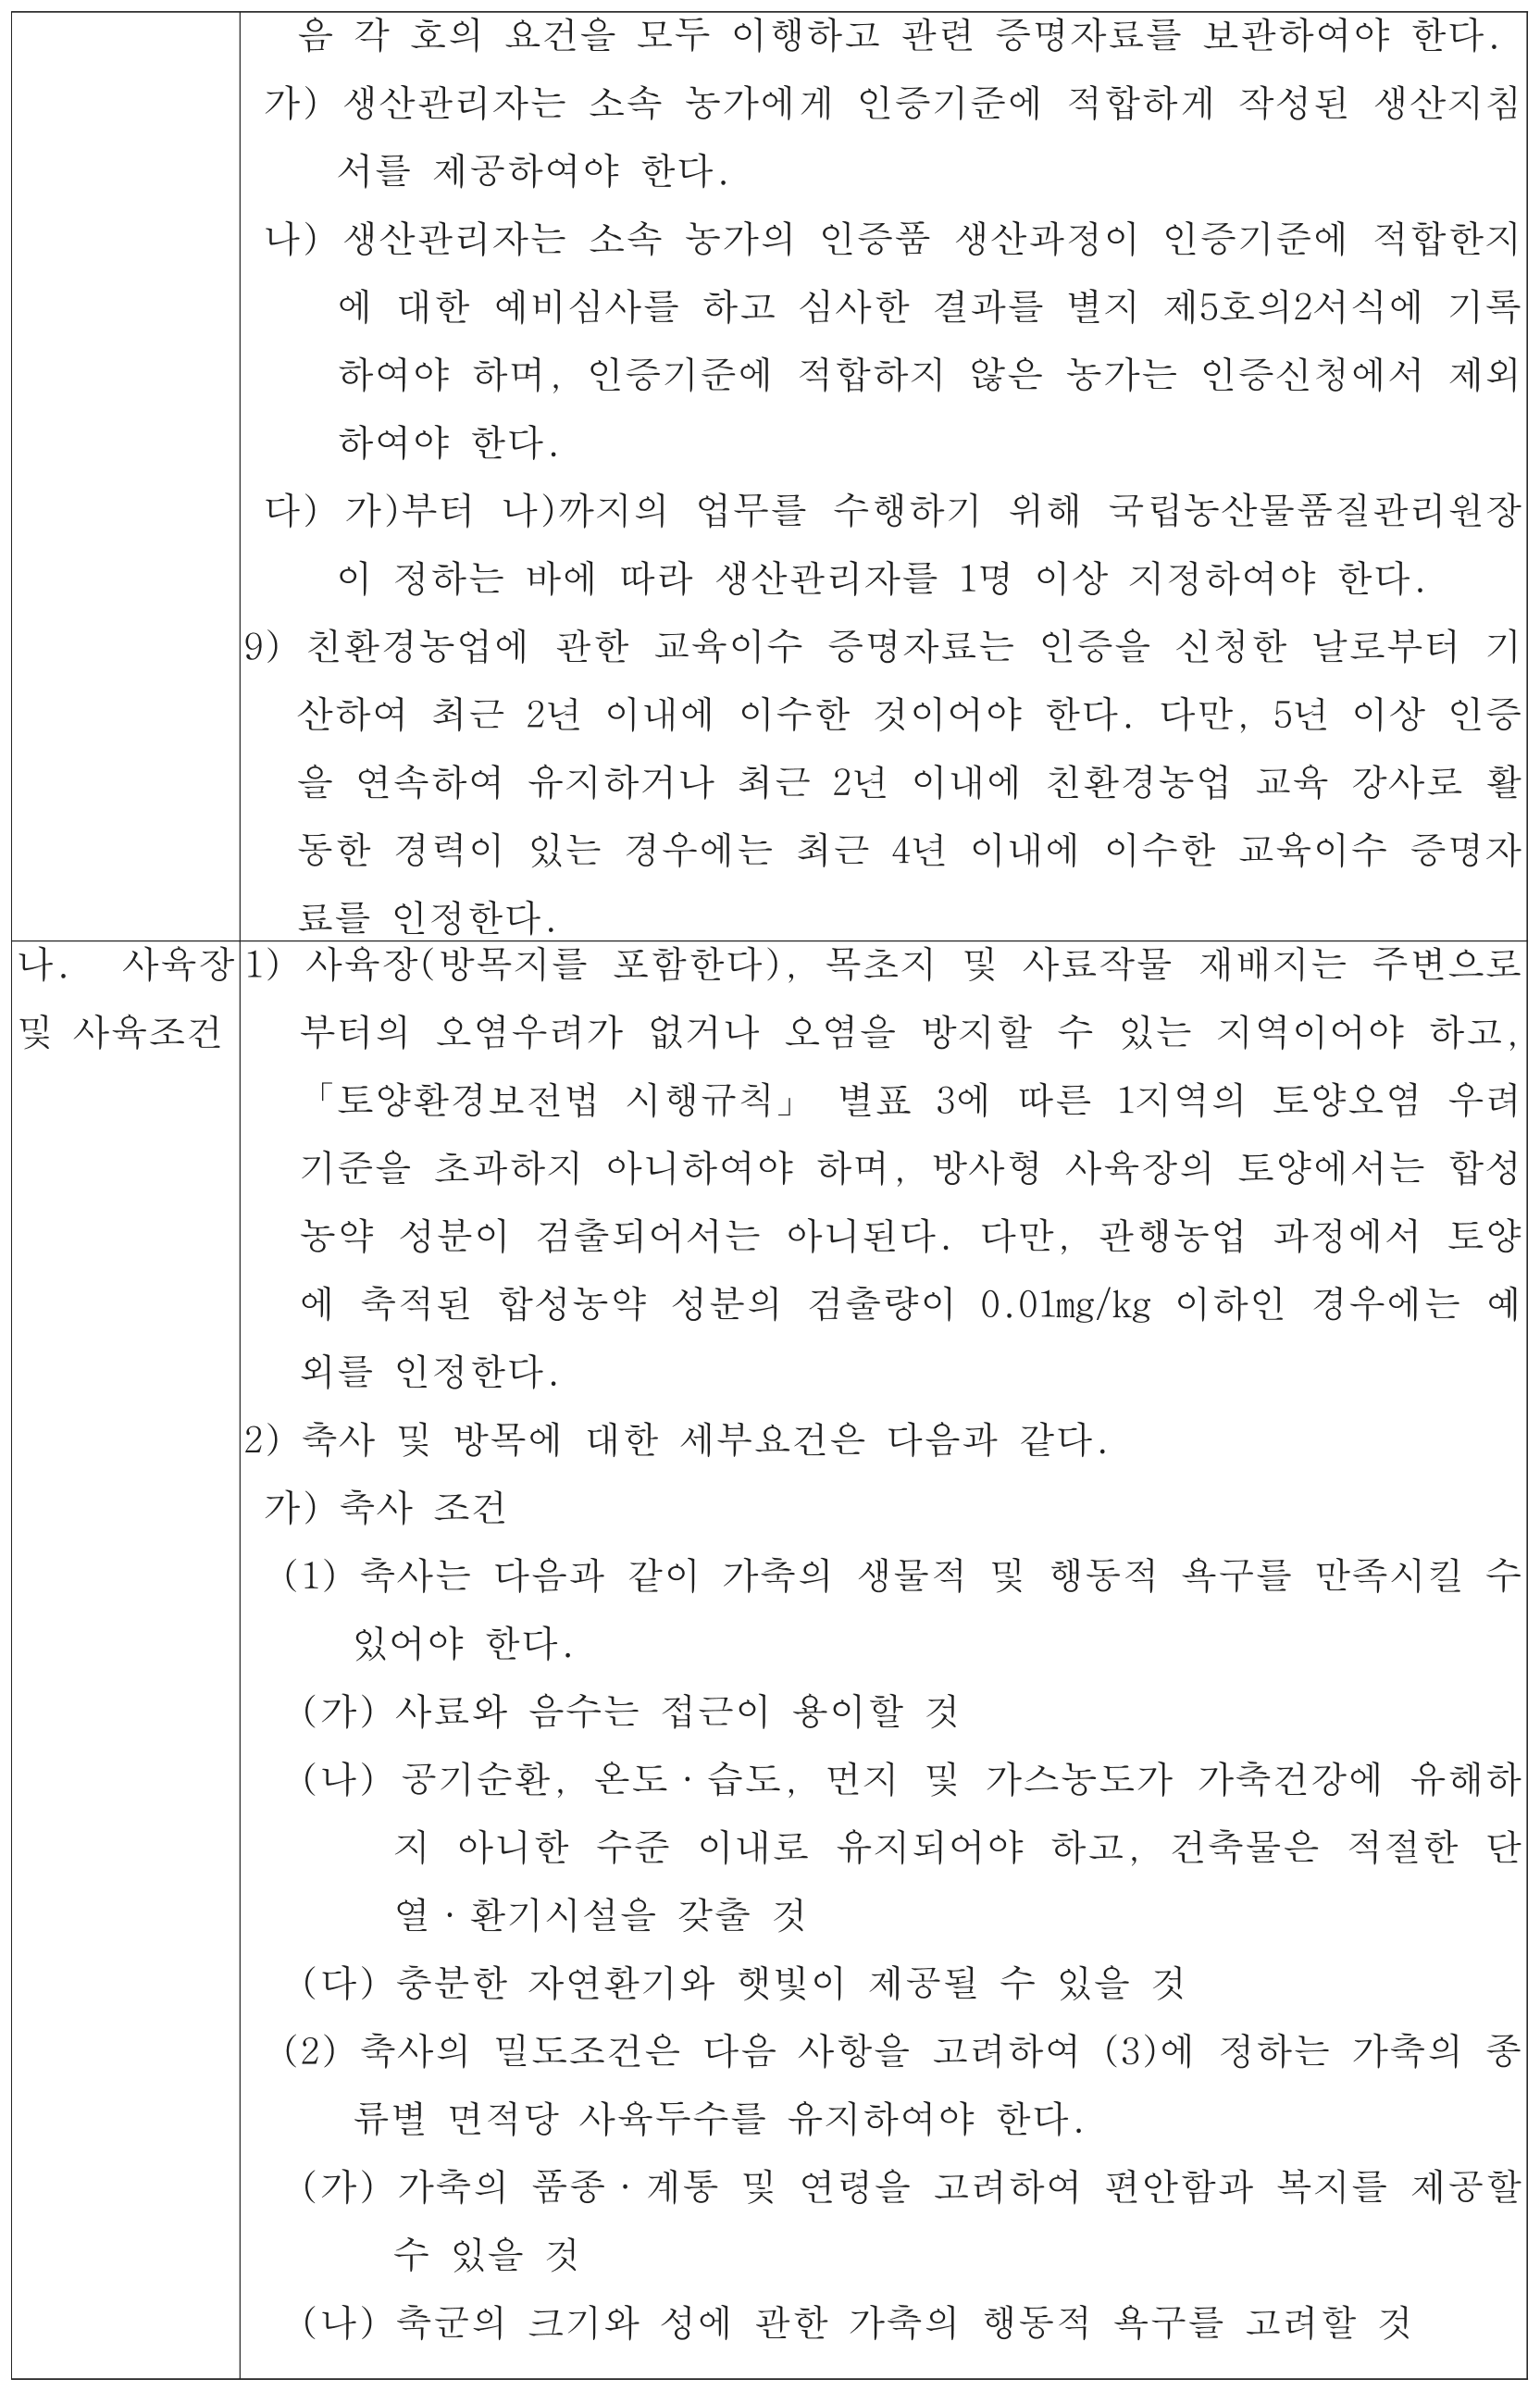 음 각 호의 요건을 모두 이행하고 관련 증명자료를 보관하여야 한다.
가) 생산관리자는 소속 농가에게 인증기준에 적합하게 작성된 생산지침
서를 제공하여야 한다.
나) 생산관리자는 소속 농가의 인증품 생산과정이 인증기준에 적합한지
에 대한 예비심사를 하고 심사한 결과를 별지 제5호의2서식에 기록
하여야 하며, 인증기준에 적합하지 않은 농가는 인증신청에서 제외
하여야 한다.
다) 가)부터 나)까지의 업무를 수행하기 위해 국립농산물품질관리원장
이 정하는 바에 따라 생산관리자를 1명 이상 지정하여야 한다.
9) 친환경농업에 관한 교육이수 증명자료는 인증을 신청한 날로부터 기
산하여 최근 2년 이내에 이수한 것이어야 한다. 다만, 5년 이상 인증
을 연속하여 유지하거나 최근 2년 이내에 친환경농업 교육 강사로 활
동한 경력이 있는 경우에는 최근 4년 이내에 이수한 교육이수 증명자
료를 인정한다.
나. 사육장
및 사육조건
1) 사육장(방목지를 포함한다), 목초지 및 사료작물 재배지는 주변으로
부터의 오염우려가 없거나 오염을 방지할 수 있는 지역이어야 하고,
「토양환경보전법 시행규칙」 별표 3에 따른 1지역의 토양오염 우려
기준을 초과하지 아니하여야 하며, 방사형 사육장의 토양에서는 합성
농약 성분이 검출되어서는 아니된다. 다만, 관행농업 과정에서 토양
에 축적된 합성농약 성분의 검출량이 0.01mg/kg 이하인 경우에는 예
외를 인정한다.
2) 축사 및 방목에 대한 세부요건은 다음과 같다.
가) 축사 조건
(1) 축사는 다음과 같이 가축의 생물적 및 행동적 욕구를 만족시킬 수
있어야 한다.
(가) 사료와 음수는 접근이 용이할 것
(나) 공기순환, 온도·습도, 먼지 및 가스농도가 가축건강에 유해하
지 아니한 수준 이내로 유지되어야 하고, 건축물은 적절한 단
열·환기시설을 갖출 것
(다) 충분한 자연환기와 햇빛이 제공될 수 있을 것
(2) 축사의 밀도조건은 다음 사항을 고려하여 (3)에 정하는 가축의 종
류별 면적당 사육두수를 유지하여야 한다.
(가) 가축의 품종·계통 및 연령을 고려하여 편안함과 복지를 제공할
수 있을 것
(나) 축군의 크기와 성에 관한 가축의 행동적 욕구를 고려할 것